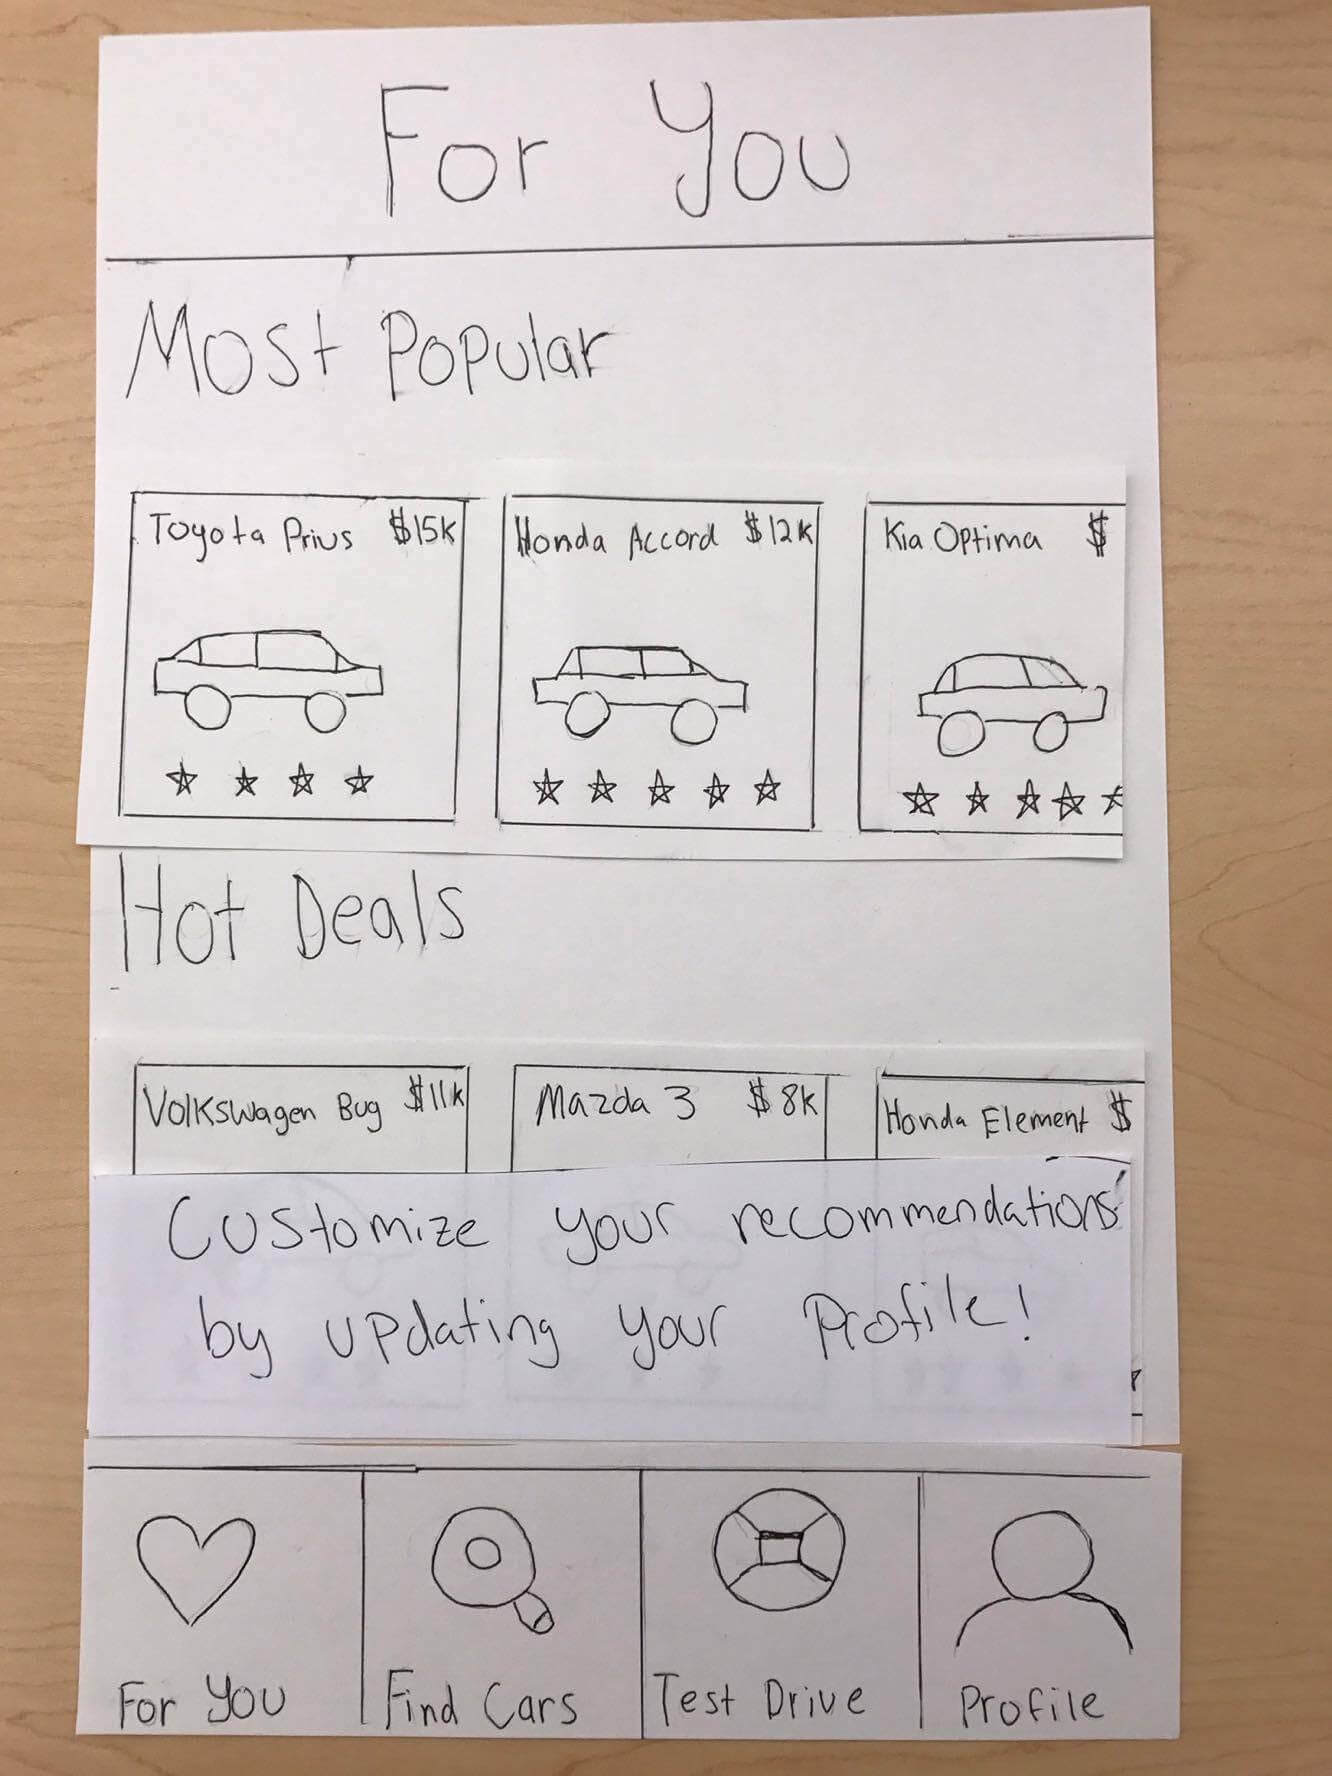 For You
Most Popular
Toyota Prius $15k
Honda Accord $12k
Kia Optima $
Hot Deals
Volkswagen Bug $11k
Mazda 3 $8k
Honda Element $
Customize your recommendations
by updating your Profile!
For You
Find Cars
Test Drive
Profile